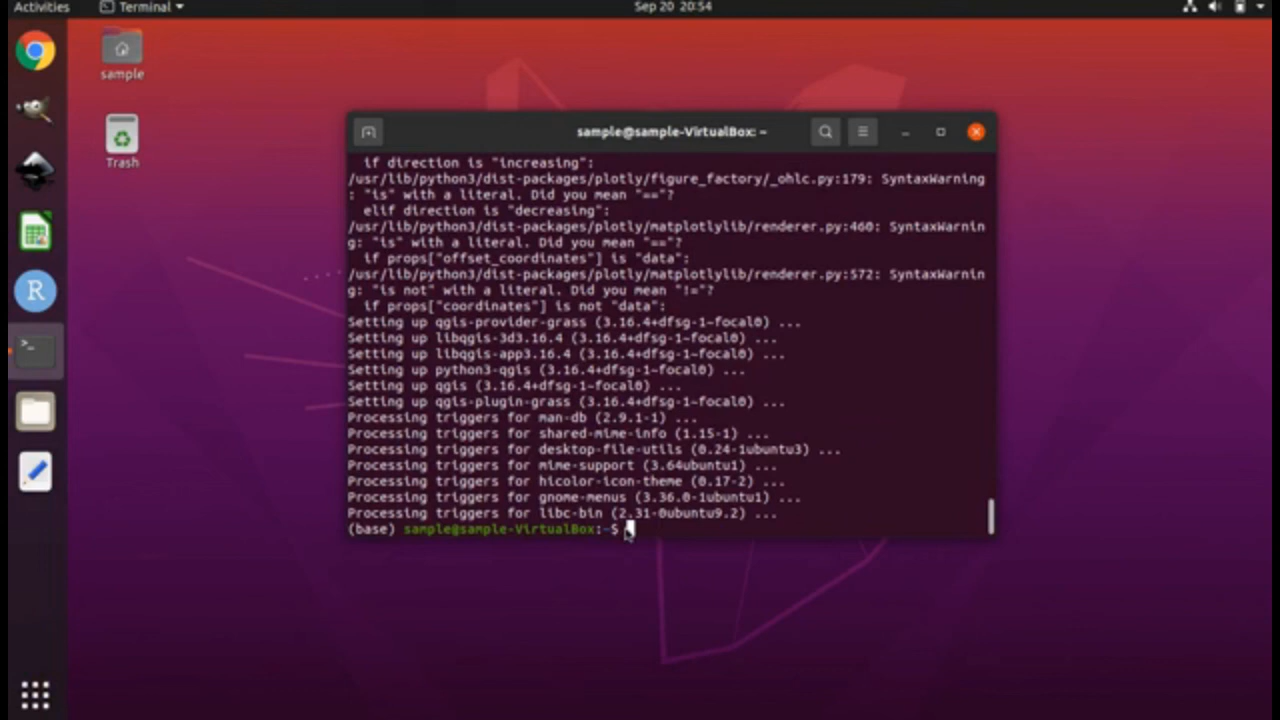 Activities
Terminal
Sep 20 20:54
sample
Trash
sample@sample-VirtualBox: ~
if direction is "increasing":
/usr/lib/python3/dist-packages/plotly/figure_factory/_ohlc.py:179: SyntaxWarning
: "is" with a literal. Did you mean "=="?
elif direction is "decreasing":
/usr/lib/python3/dist-packages/plotly/matplotlylib/renderer.py:460: SyntaxWarnin
g: "is" with a literal. Did you mean "=="?
if props["offset_coordinates"] is "data":
/usr/lib/python3/dist-packages/plotly/matplotlylib/renderer.py:572: SyntaxWarnin
g: "is not" with a literal. Did you mean "!="?
if props["coordinates"] is not "data":
Setting up qgis-provider-grass (3.16.4+dfsg-1~focal0) ...
Setting up libqgis-3d3.16.4 (3.16.4+dfsg-1~focal0) ...
Setting up libqgis-app3.16.4 (3.16.4+dfsg-1~focal0) ...
Setting up python3-qgis (3.16.4+dfsg-1~focal0) ...
Setting up qgis (3.16.4+dfsg-1~focal0) ...
Setting up qgis-plugin-grass (3.16.4+dfsg-1~focal0) ...
Processing triggers for man-db (2.9.1-1) ...
Processing triggers for shared-mime-info (1.15-1) ...
Processing triggers for desktop-file-utils (0.24-1ubuntu3) ...
Processing triggers for mime-support (3.64ubuntu1) ...
Processing triggers for hicolor-icon-theme (0.17-2) ...
Processing triggers for gnome-menus (3.36.0-1ubuntu1) ...
Processing triggers for libc-bin (2.31-0ubuntu9.2) ...
(base) sample@sample-VirtualBox:~$
R
>_